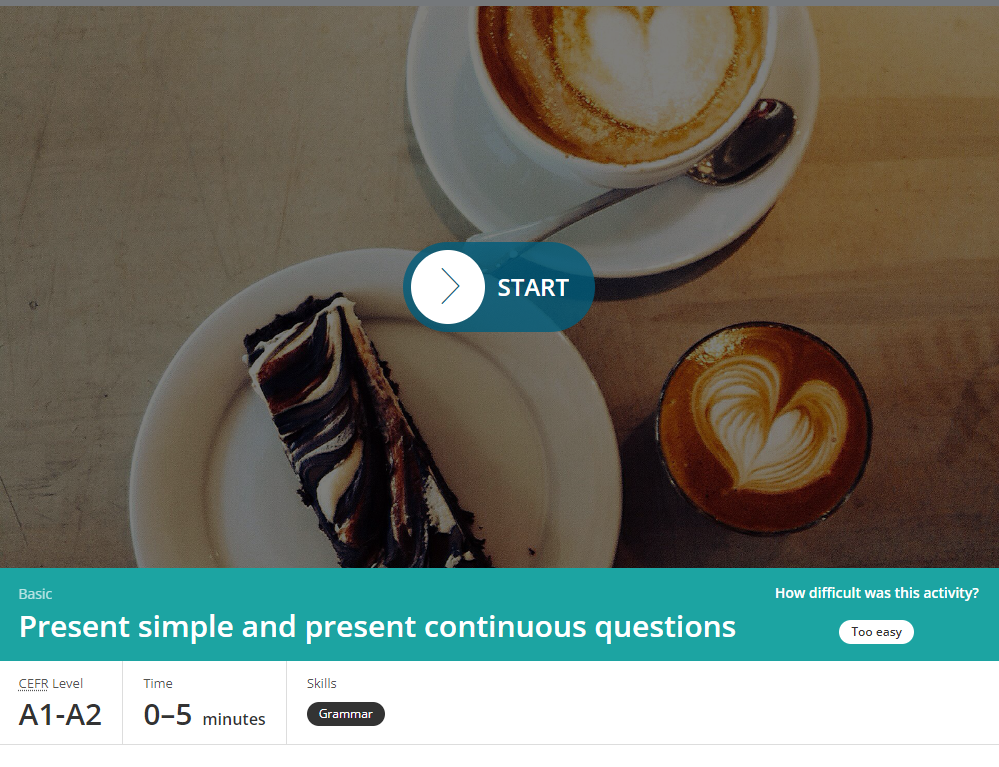 START
Basic
Present simple and present continuous questions
How difficult was this activity?
Too easy
CEFR Level
A1-A2
Time
0–5 minutes
Skills
Grammar